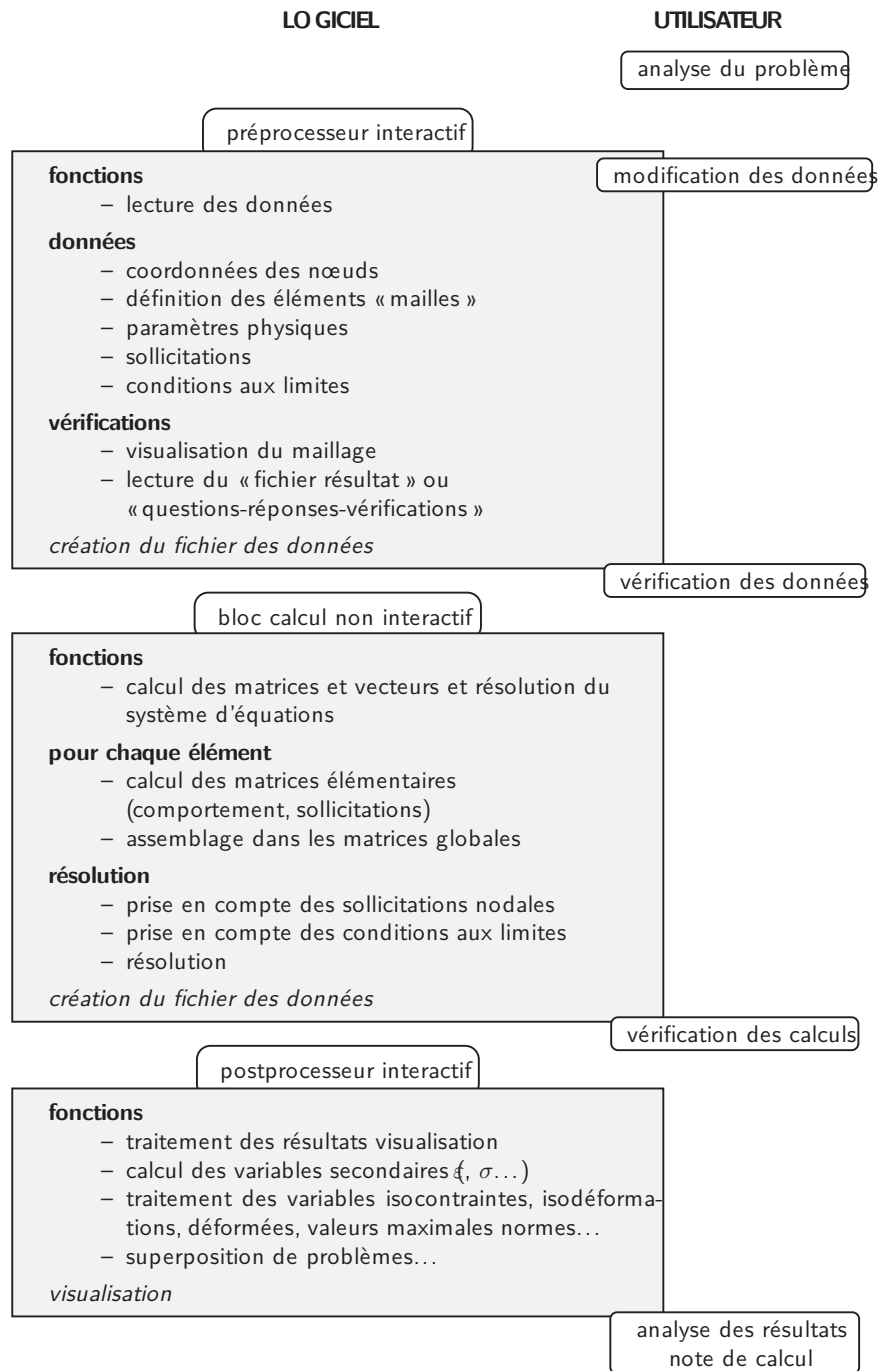 LOGICIEL UTILISATEUR
analyse du problème
préprocesseur interactif
modification des données
fonctions
– lecture des données
données
– coordonnées des nœuds
– définition des éléments « mailles »
– paramètres physiques
– sollicitations
– conditions aux limites
vérifications
– visualisation du maillage
– lecture du « fichier résultat » ou
« questions-réponses-vérifications »
création du fichier des données
vérification des données
bloc calcul non interactif
fonctions
– calcul des matrices et vecteurs et résolution du
système d'équations
pour chaque élément
– calcul des matrices élémentaires
(comportement, sollicitations)
– assemblage dans les matrices globales
résolution
– prise en compte des sollicitations nodales
– prise en compte des conditions aux limites
– résolution
création du fichier des données
vérification des calculs
postprocesseur interactif
fonctions
– traitement des résultats visualisation
– calcul des variables secondaires (ε, σ…)
– traitement des variables isocontraintes, isodéforma-
tions, déformées, valeurs maximales normes…
– superposition de problèmes…
visualisation
analyse des résultats
note de calcul